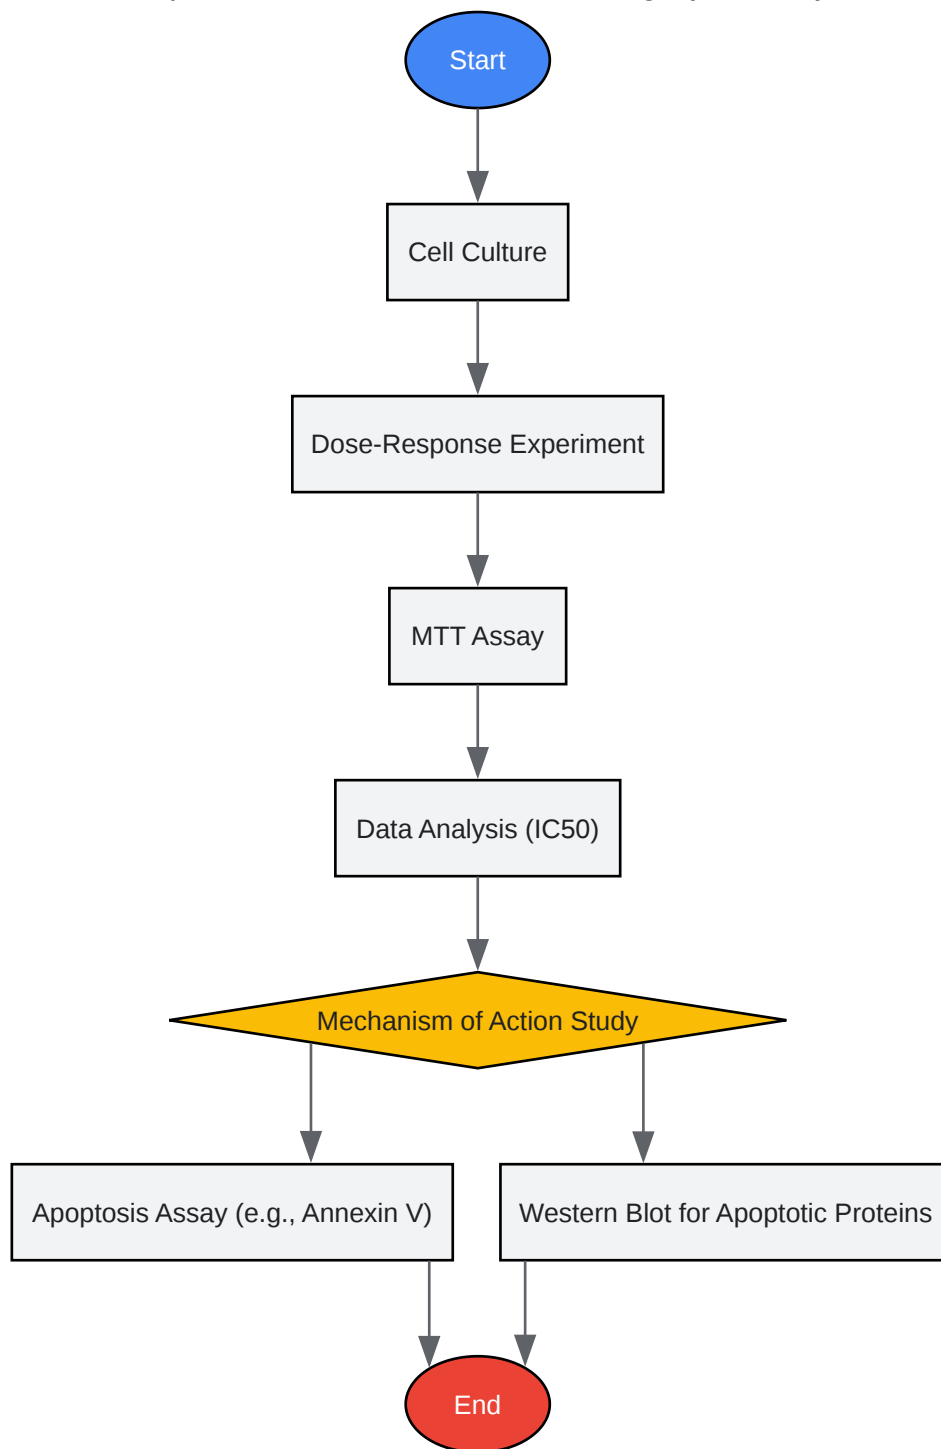 Start
Cell Culture
Dose-Response Experiment
MTT Assay
Data Analysis (IC50)
Mechanism of Action Study
Apoptosis Assay (e.g., Annexin V)
Western Blot for Apoptotic Proteins
End